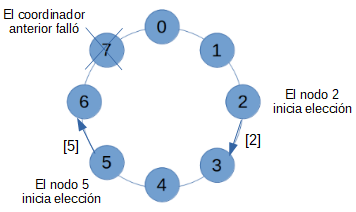 El coordinador
anterior falló
0
7
1
6
2
El nodo 2
inicia elección
[5]
[2]
5
3
El nodo 5
inicia elección
4